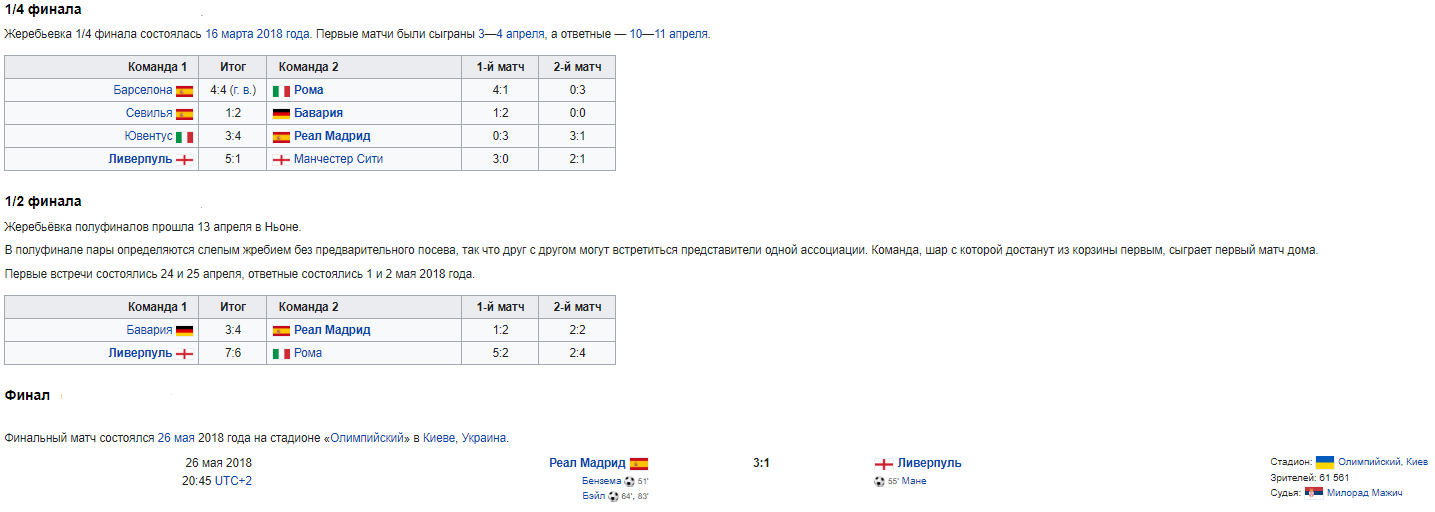 1/4 финала
Жеребьевка 1/4 финала состоялась 16 марта 2018 года. Первые матчи были сыграны 3—4 апреля, а ответные — 10—11 апреля.
Команда 1 Итог Команда 2 1-й матч 2-й матч
Барселона 4:4 (г. в.) Рома 4:1 0:3
Севилья 1:2 Бавария 1:2 0:0
Ювентус 3:4 Реал Мадрид 0:3 3:1
Ливерпуль 5:1 Манчестер Сити 3:0 2:1
1/2 финала
Жеребьёвка полуфиналов прошла 13 апреля в Ньоне.
В полуфинале пары определяются слепым жребием без предварительного посева, так что друг с другом могут встретиться представители одной ассоциации. Команда, шар с которой достанут из корзины первым, сыграет первый матч дома.
Первые встречи состоялись 24 и 25 апреля, ответные состоялись 1 и 2 мая 2018 года.
Команда 1 Итог Команда 2 1-й матч 2-й матч
Бавария 3:4 Реал Мадрид 1:2 2:2
Ливерпуль 7:6 Рома 5:2 2:4
Финал
Финальный матч состоялся 26 мая 2018 года на стадионе «Олимпийский» в Киеве, Украина.
26 мая 2018 Реал Мадрид 3:1 Ливерпуль Стадион: Олимпийский, Киев
20:45 UTC+2 Бензема 51' 55' Мане Зрителей: 61 561
Бэйл 64', 83' Судья: Милорад Мажич